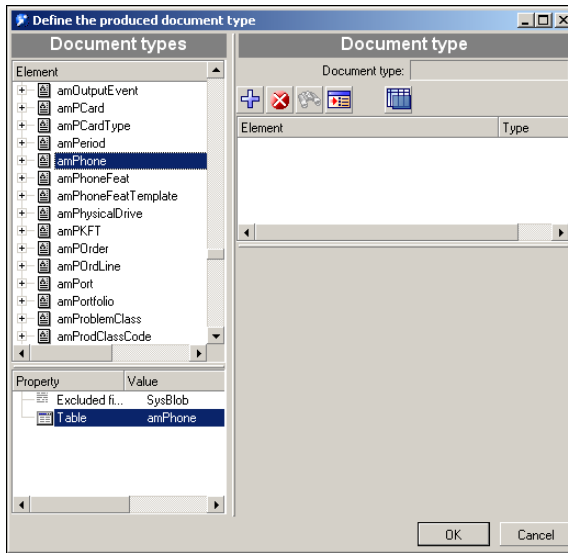 Define the produced document type
Document types
Element
amOutputEvent
amPCard
amPCardType
amPeriod
amPhone
amPhoneFeat
amPhoneFeatTemplate
amPhysicalDrive
amPKFT
amPOrder
amPOrdLine
amPort
amPortfolio
amProblemClass
amProdClassCode
Property Value
Excluded fi... SysBlob
Table amPhone
Document type
Document type:
Element Type
OK Cancel